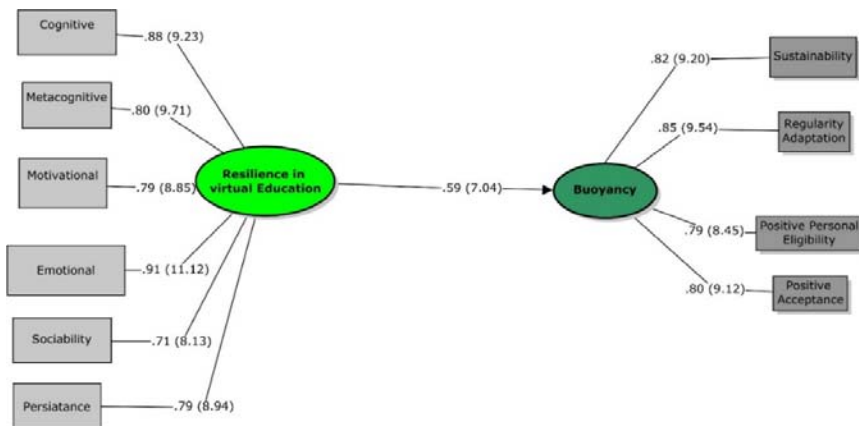 Cognitive
.88 (9.23)
Metacognitive
.80 (9.71)
Motivational
.79 (8.85)
Emotional
.91 (11.12)
Sociability
.71 (8.13)
Persiatance
.79 (8.94)
Resilience in
virtual Education
.59 (7.04)
Buoyancy
.82 (9.20)
Sustainability
.85 (9.54)
Regularity
Adaptation
.79 (8.45)
Positive Personal
Eligibility
.80 (9.12)
Positive
Acceptance